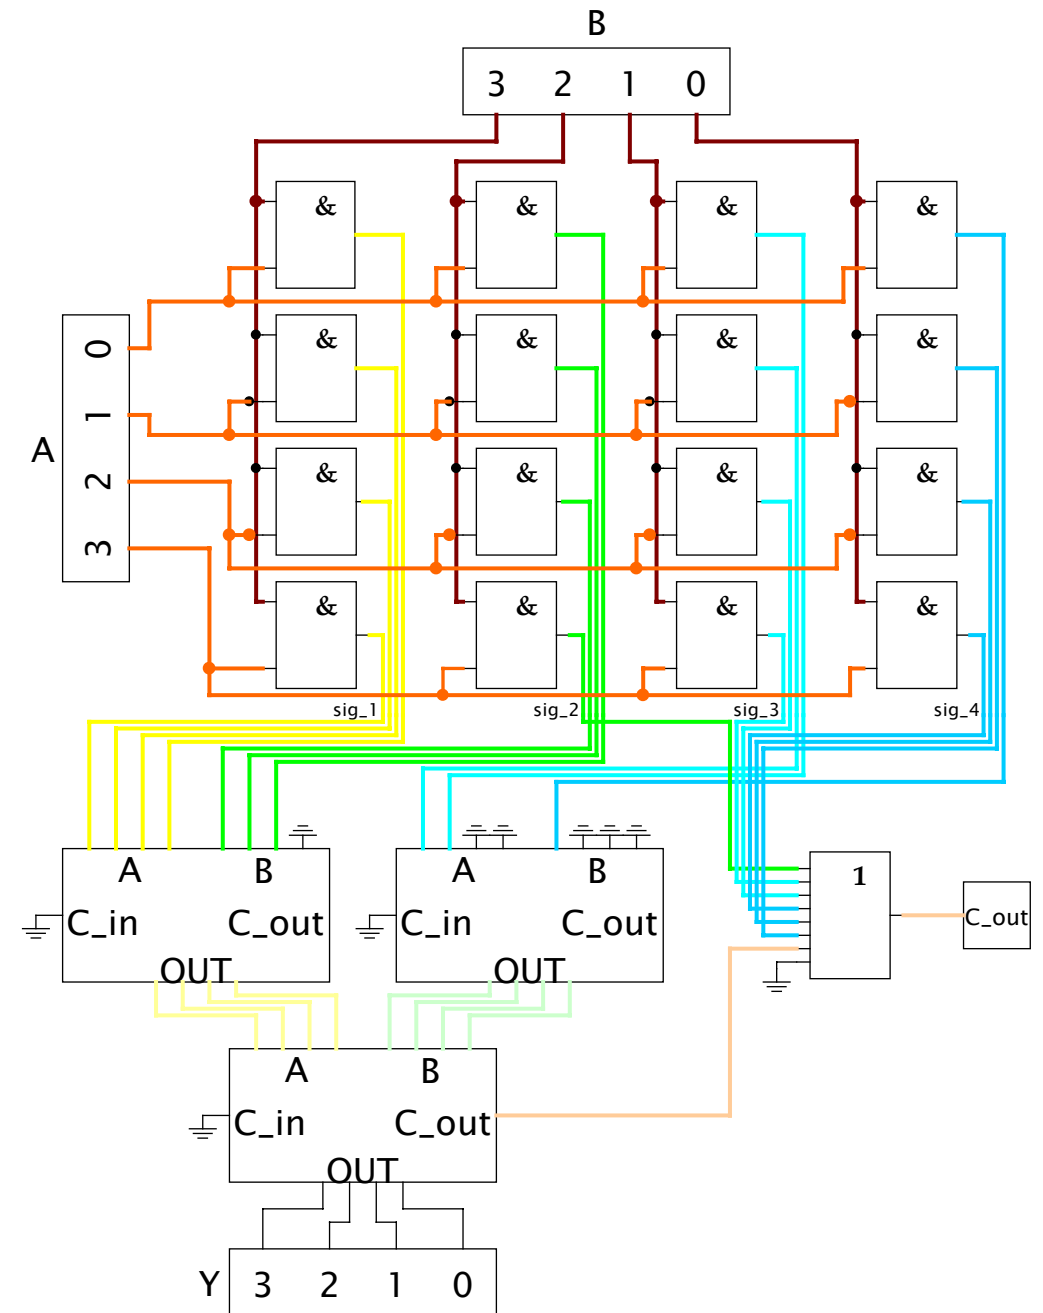 B
3 2 1 0
& & & &
0
& & & &
1
A
2
& & & &
3
& & & &
sig_1 sig_2 sig_3 sig_4
A B A B 1
C_in C_out C_in C_out C_out
OUT OUT
A B
C_in C_out
OUT
Y 3 2 1 0